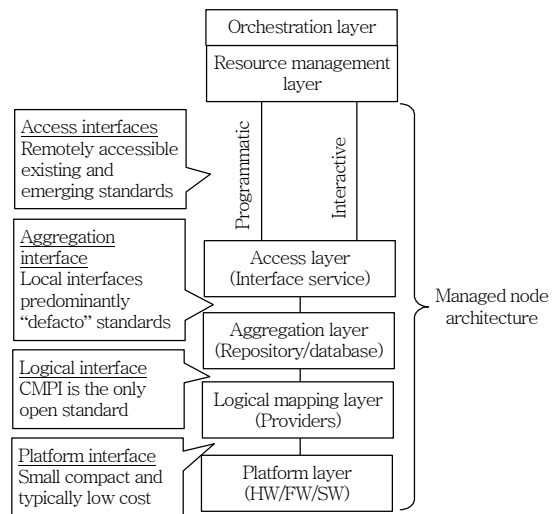 Orchestration layer
Resource management
layer
Access interfaces
Remotely accessible
existing and
emerging standards
Programmatic
Interactive
Aggregation
interface
Local interfaces
predominantly
“defacto” standards
Access layer
(Interface service)
Managed node
architecture
Aggregation layer
(Repository/database)
Logical interface
CMPI is the only
open standard
Logical mapping layer
(Providers)
Platform interface
Small compact and
typically low cost
Platform layer
(HW/FW/SW)